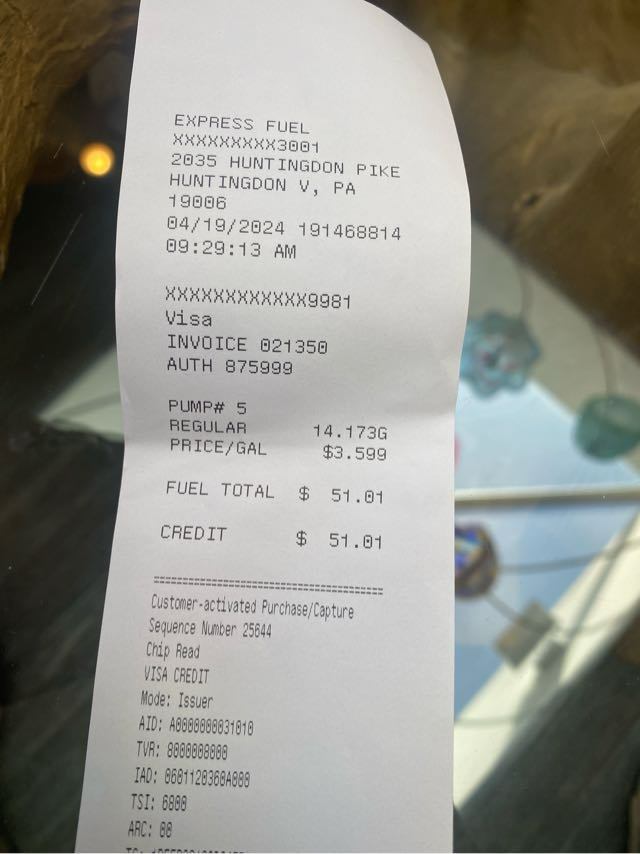 EXPRESS FUEL
XXXXXXXXX3001
2035 HUNTINGDON PIKE
HUNTINGDON V, PA
19006
04/19/2024 191468814
09:29:13 AM
XXXXXXXXXXXX9981
Visa
INVOICE 021350
AUTH 875999
PUMP# 5
REGULAR 14.173G
PRICE/GAL $3.599
FUEL TOTAL $ 51.01
CREDIT $ 51.01
=======================================
Customer-activated Purchase/Capture
Sequence Number 25644
Chip Read
VISA CREDIT
Mode: Issuer
AID: A0000000031010
TVR: 8000008000
IAD: 0601120360A000
TSI: 6800
ARC: 00